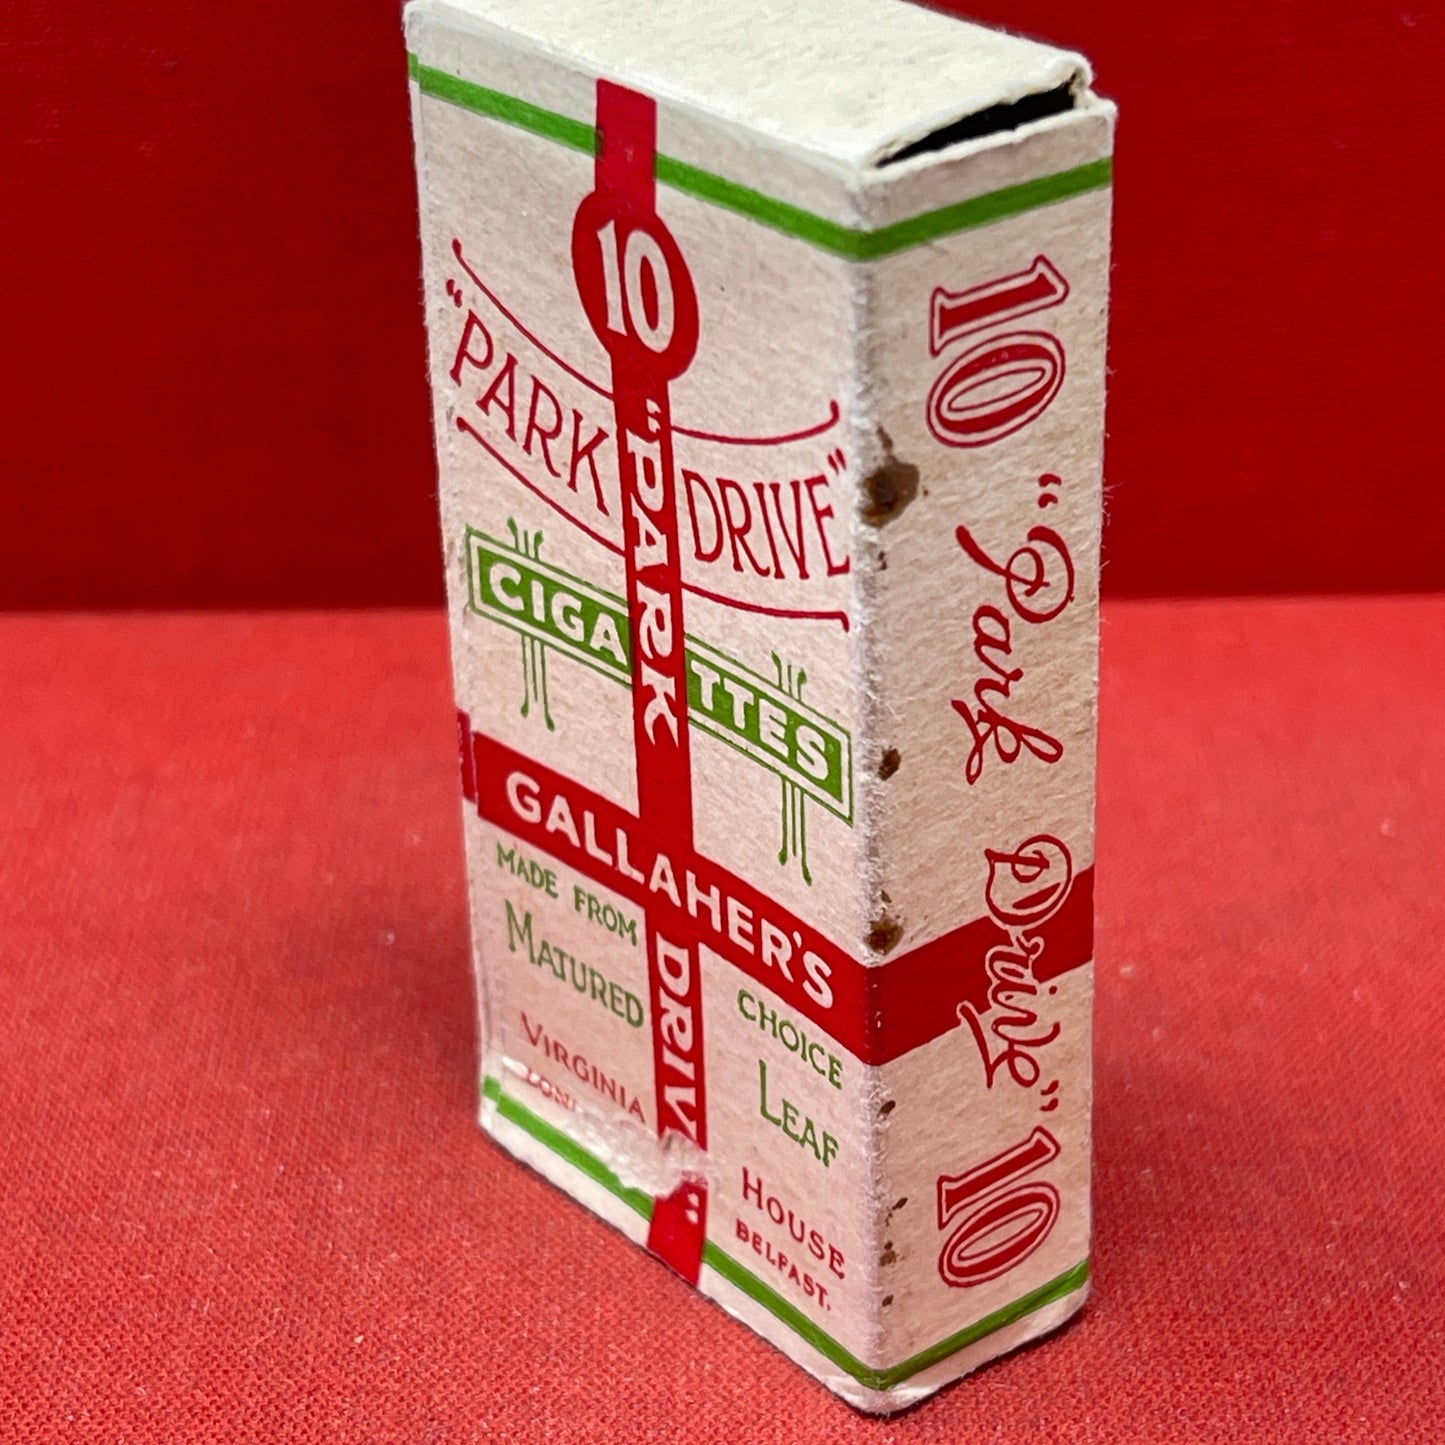 10
"PARK DRIVE"
CIGA TTES
GALLAHER'S
MADE FROM CHOICE
MATURED LEAF
VIRGINIA HOUSE
BELFAST.
"PARK DRIV
10 "Park Drive" 10